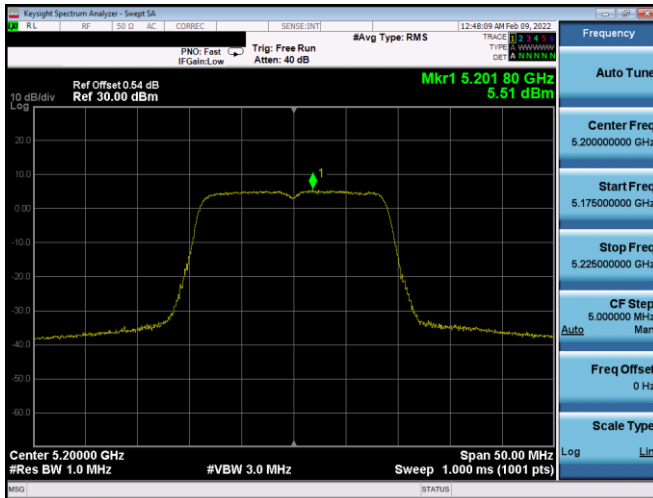 Keysight Spectrum Analyzer - Swept SA
RL RF 50 Ω AC CORREC SENSE:INT 12:48:09 AM Feb 09, 2022
#Avg Type: RMS
TRACE 1 2 3 4 5 6
TYPE A WWWWW
DET A N N N N N
PNO: Fast
IFGain:Low
Trig: Free Run
Atten: 40 dB
Mkr1 5.201 80 GHz
5.51 dBm
Ref Offset 0.54 dB
Ref 30.00 dBm
10 dB/div
Log
20.0
10.0
0.00
-10.0
-20.0
-30.0
-40.0
-50.0
-60.0
1
Center 5.20000 GHz
#Res BW 1.0 MHz
#VBW 3.0 MHz
Span 50.00 MHz
Sweep 1.000 ms (1001 pts)
MSG
STATUS
Frequency
Auto Tune
Center Freq
5.200000000 GHz
Start Freq
5.175000000 GHz
Stop Freq
5.225000000 GHz
CF Step
5.000000 MHz
Auto Man
Freq Offset
0 Hz
Scale Type
Log Lin